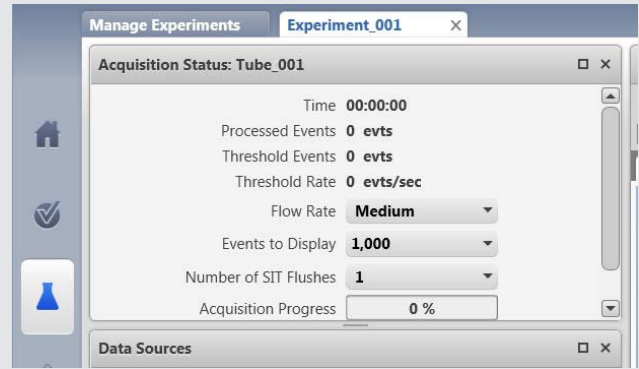 Manage Experiments Experiment_001
Acquisition Status: Tube_001
Time 00:00:00
Processed Events 0 evts
Threshold Events 0 evts
Threshold Rate 0 evts/sec
Flow Rate Medium
Events to Display 1,000
Number of SIT Flushes 1
Acquisition Progress 0 %
Data Sources